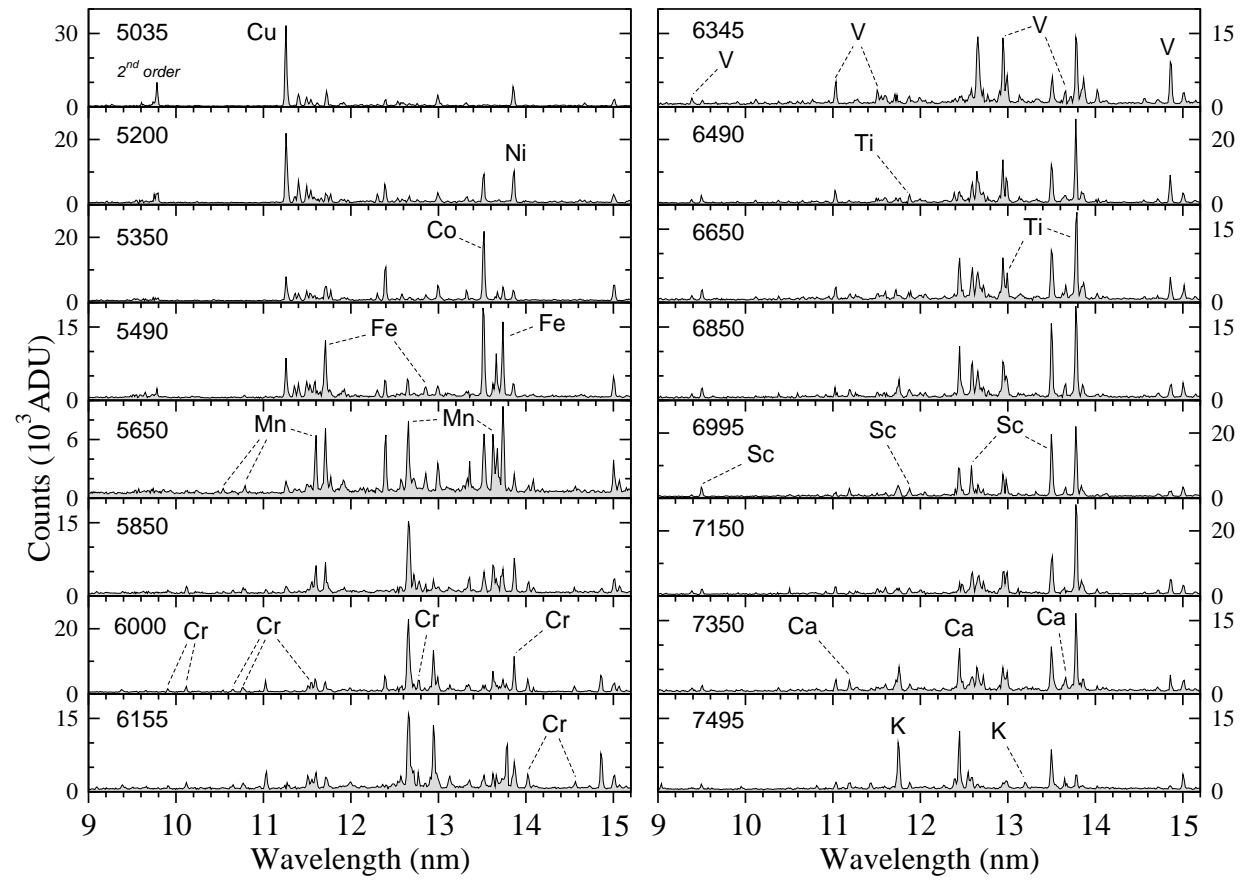 Counts (10³ ADU)
5035
Cu
2nd order
30
0
5200
Ni
20
0
5350
Co
20
0
5490
Fe
Fe
15
0
5650
Mn
Mn
6
0
5850
15
0
6000
Cr
Cr
Cr
Cr
20
0
6155
Cr
15
0
9 10 11 12 13 14 15
Wavelength (nm)
6345
V
V
V
V
15
0
6490
Ti
20
0
6650
Ti
15
0
6850
15
0
6995
Sc
Sc
Sc
20
0
7150
20
0
7350
Ca
Ca
Ca
15
0
7495
K
K
15
0
9 10 11 12 13 14 15
Wavelength (nm)